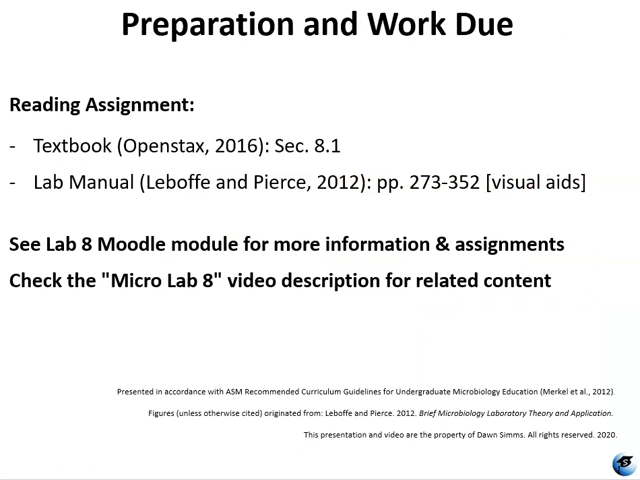 Preparation and Work Due
Reading Assignment:
- Textbook (Openstax, 2016): Sec. 8.1
- Lab Manual (Leboffe and Pierce, 2012): pp. 273-352 [visual aids]
See Lab 8 Moodle module for more information & assignments
Check the "Micro Lab 8" video description for related content
Presented in accordance with ASM Recommended Curriculum Guidelines for Undergraduate Microbiology Education (Merkel et al., 2012).
Figures (unless otherwise cited) originated from: Leboffe and Pierce. 2012. Brief Microbiology Laboratory Theory and Application.
This presentation and video are the property of Dawn Simms. All rights reserved. 2020.
S